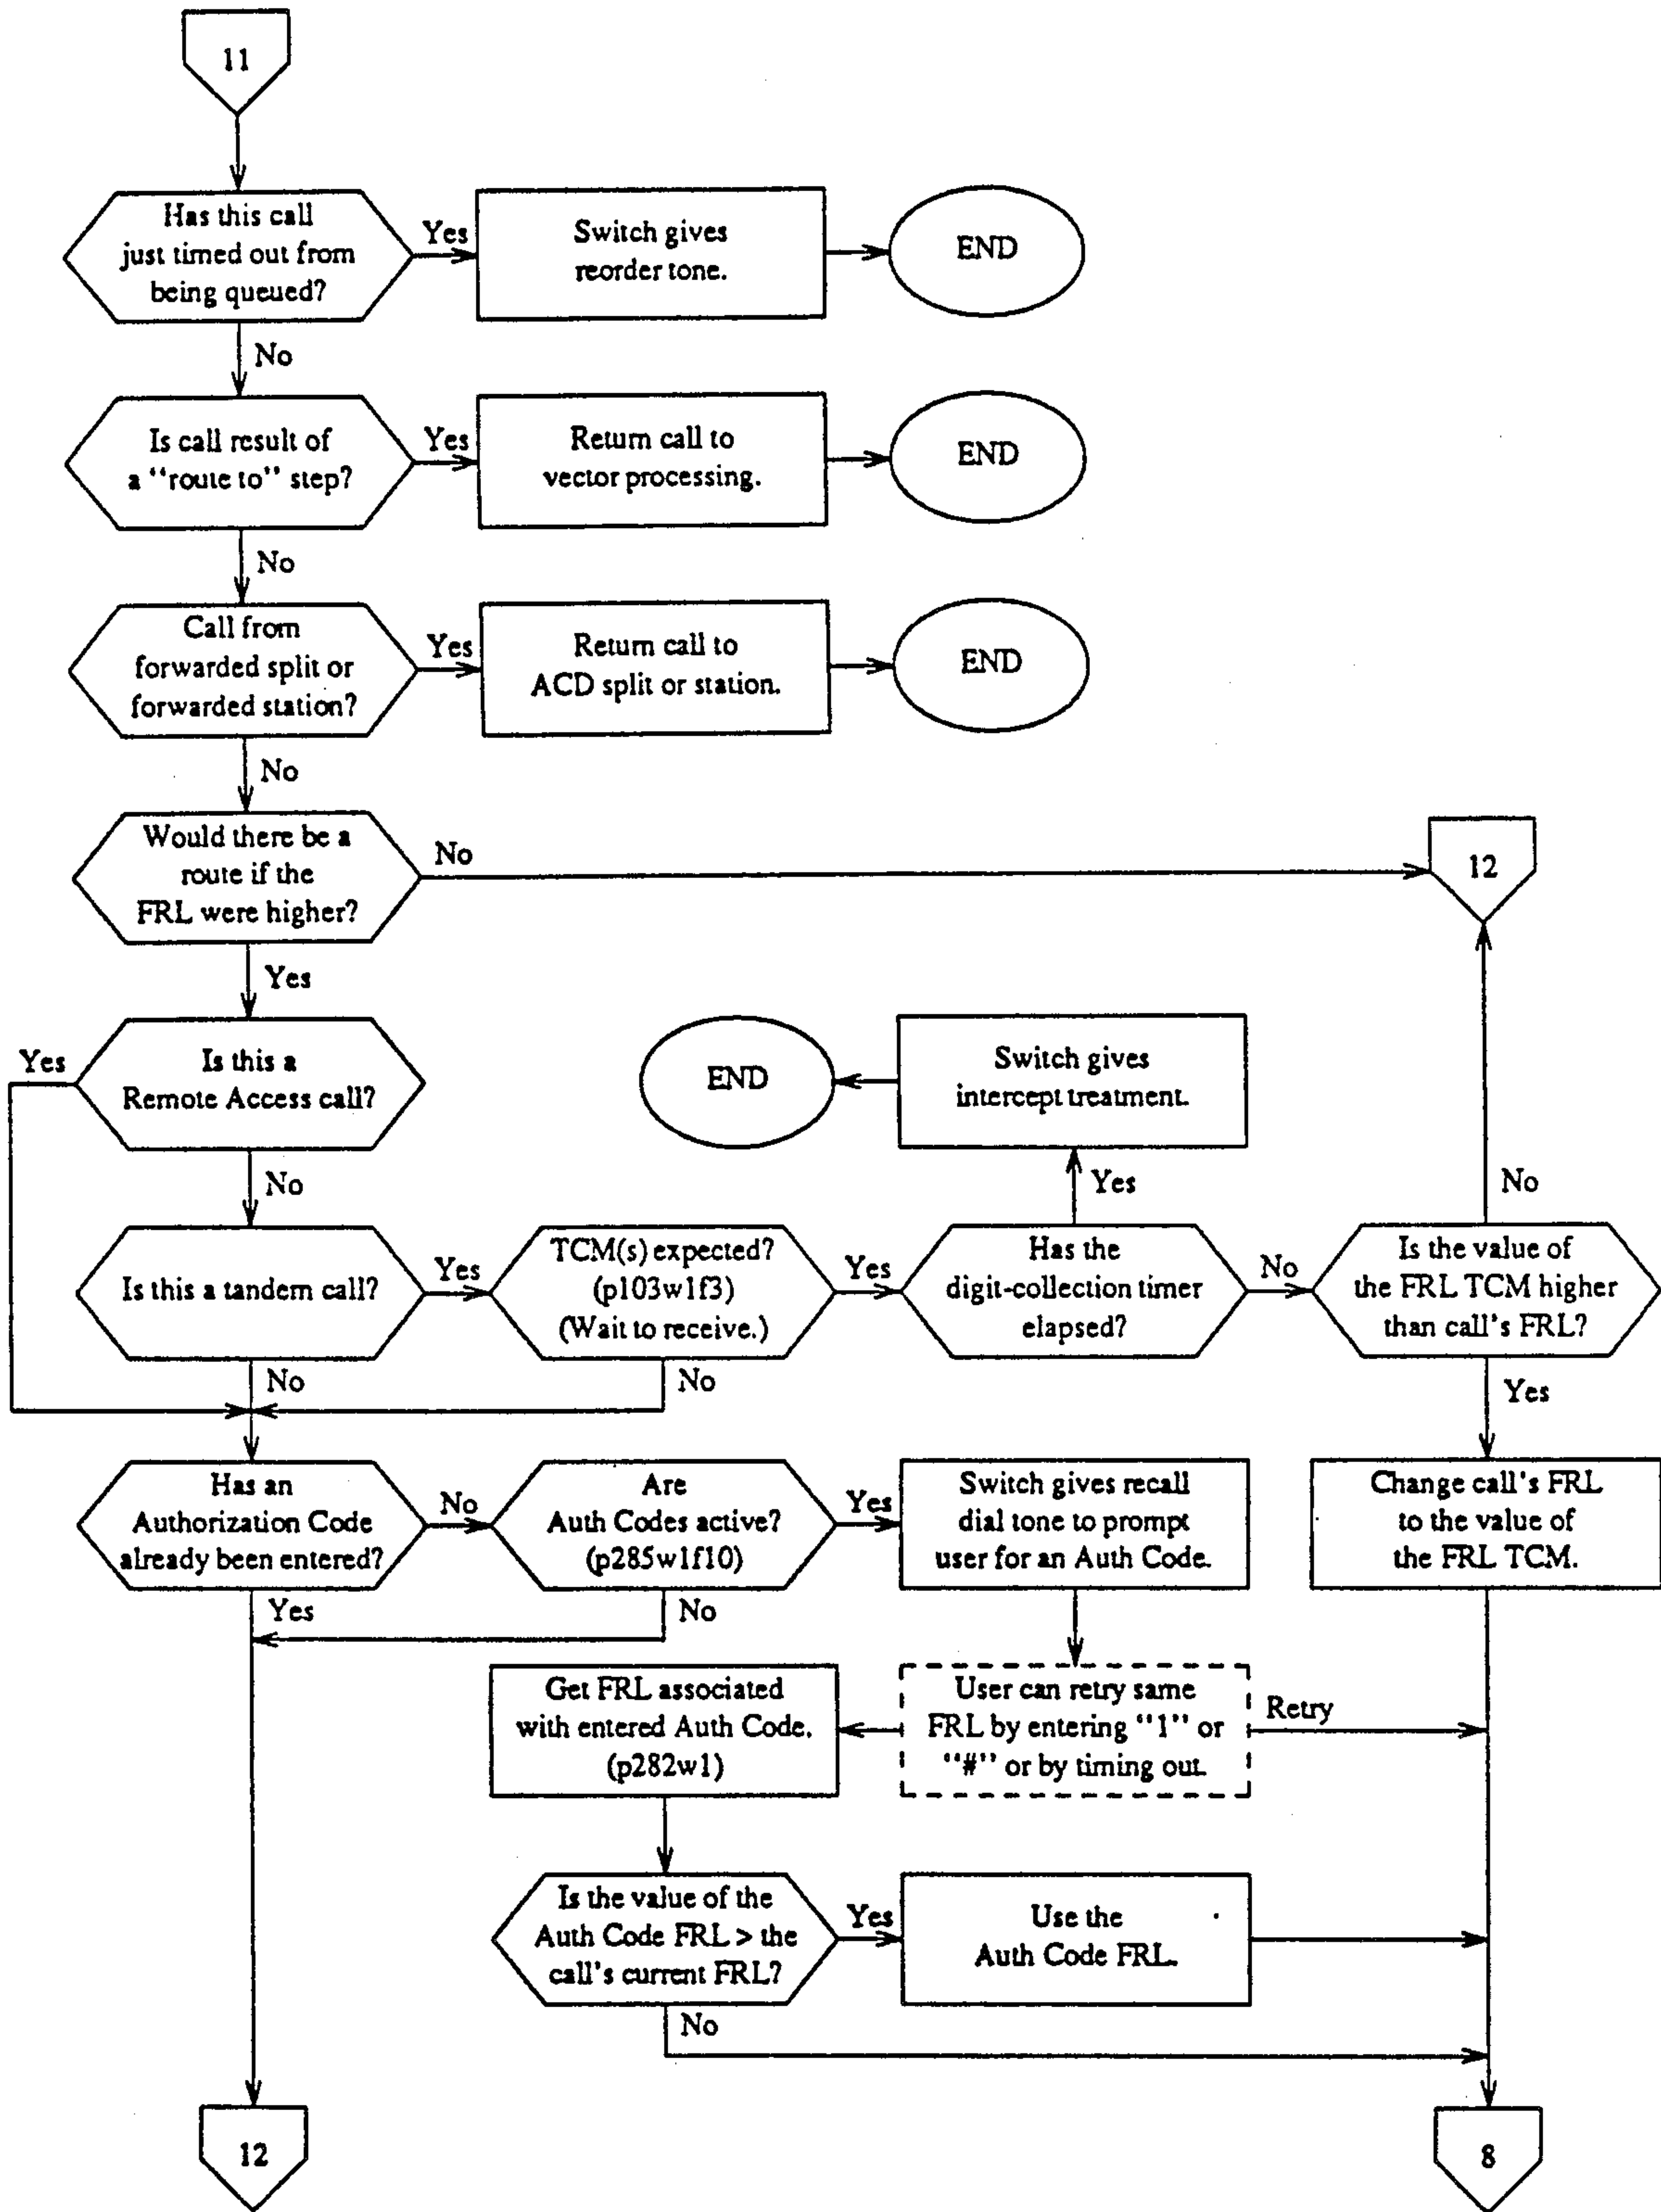 11
Has this call
just timed out from
being queued?
Yes
Switch gives
reorder tone.
END
No
Is call result of
a "route to" step?
Yes
Return call to
vector processing.
END
No
Call from
forwarded split or
forwarded station?
Yes
Return call to
ACD split or station.
END
No
Would there be a
route if the
FRL were higher?
No
12
Yes
Is this a
Remote Access call?
Yes
END
Switch gives
intercept treatment.
No
Yes
No
Is this a tandem call?
Yes
TCM(s) expected?
(p103w1f3)
(Wait to receive.)
Yes
Has the
digit-collection timer
elapsed?
No
Is the value of
the FRL TCM higher
than call's FRL?
No
No
Yes
Has an
Authorization Code
already been entered?
No
Are
Auth Codes active?
(p285w1f10)
Yes
Switch gives recall
dial tone to prompt
user for an Auth Code.
Change call's FRL
to the value of
the FRL TCM.
Yes
No
Get FRL associated
with entered Auth Code.
(p282w1)
User can retry same
FRL by entering "1" or
"#" or by timing out.
Retry
Is the value of the
Auth Code FRL > the
call's current FRL?
Yes
Use the
Auth Code FRL.
No
12
8